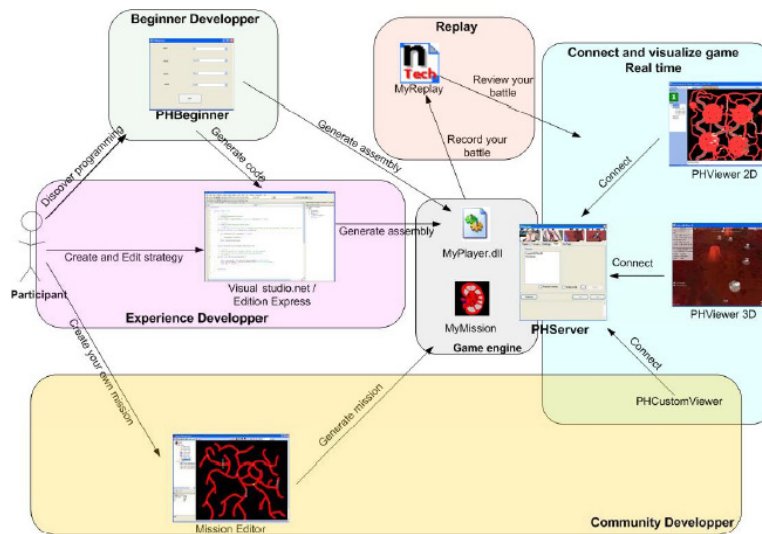 Beginner Developper
PHBeginner
Replay
n
Tech
MyReplay
Review your
battle
Record your
battle
Connect and visualize game
Real time
PHViewer 2D
Connect
PHViewer 3D
Connect
PHServer
Connect
PHCustomViewer
Discover programming
Generate code
Generate assembly
Participant
Create and Edit strategy
Visual studio.net /
Edition Express
Generate assembly
Experience Developper
MyPlayer.dll
MyMission
Game engine
Create your own mission
Generate mission
Mission Editor
Community Developper